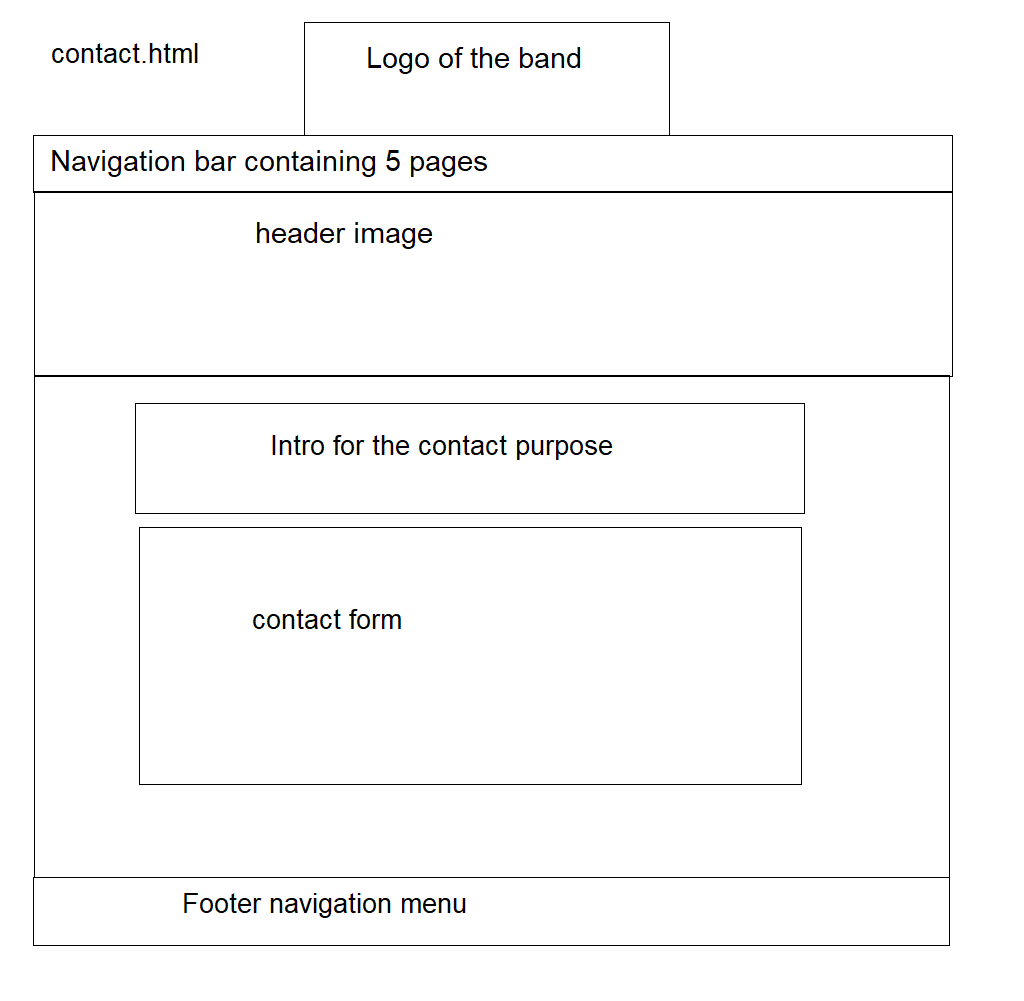 contact.html
Logo of the band
Navigation bar containing 5 pages
header image
Intro for the contact purpose
contact form
Footer navigation menu